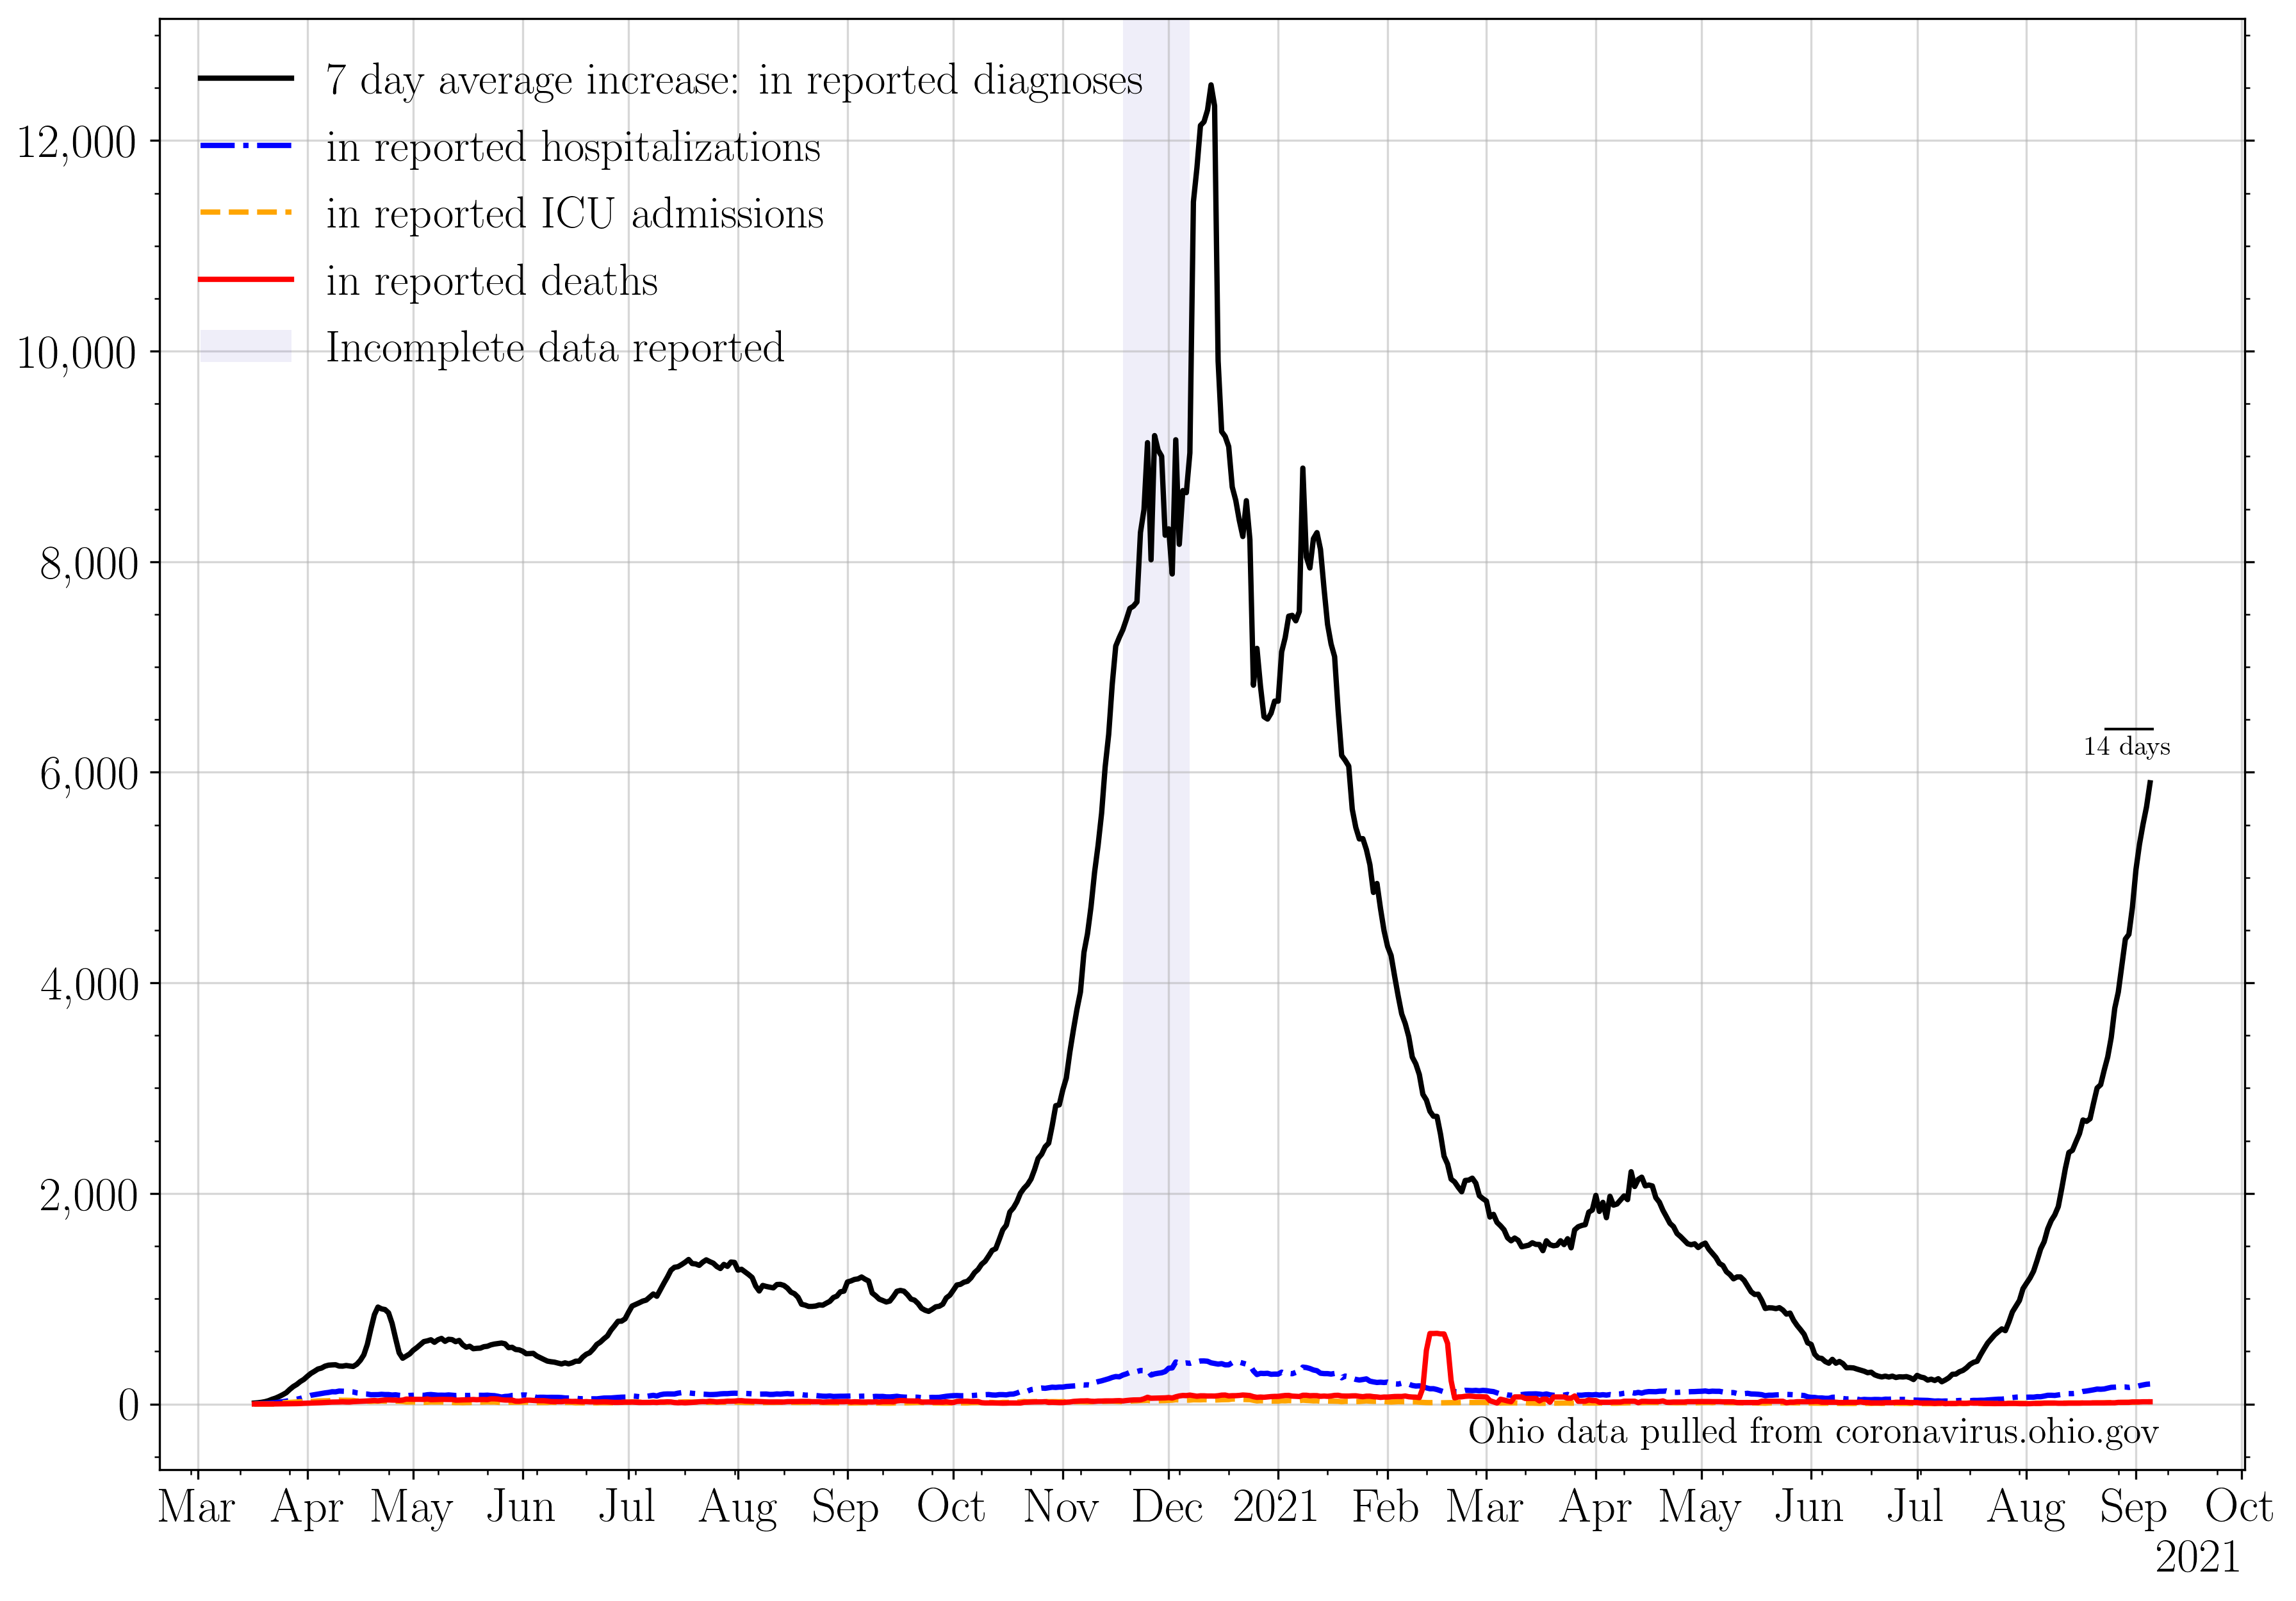 7 day average increase: in reported diagnoses
in reported hospitalizations
in reported ICU admissions
in reported deaths
Incomplete data reported
12,000
10,000
8,000
6,000
4,000
2,000
0
14 days
Ohio data pulled from coronavirus.ohio.gov
Mar Apr May Jun Jul Aug Sep Oct Nov Dec 2021 Feb Mar Apr May Jun Jul Aug Sep Oct
2021